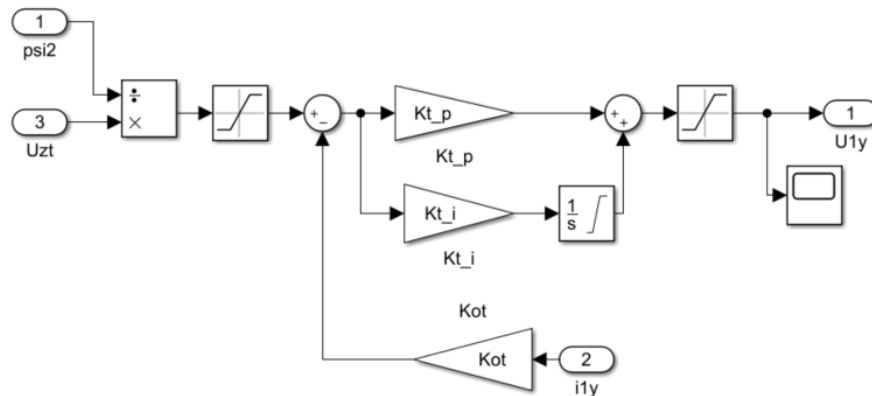 1
psi2
3
Uzt
÷
×
+
−
Kt_p
Kt_p
Kt_i
Kt_i
1
s
+
+
1
U1y
Kot
Kot
2
i1y